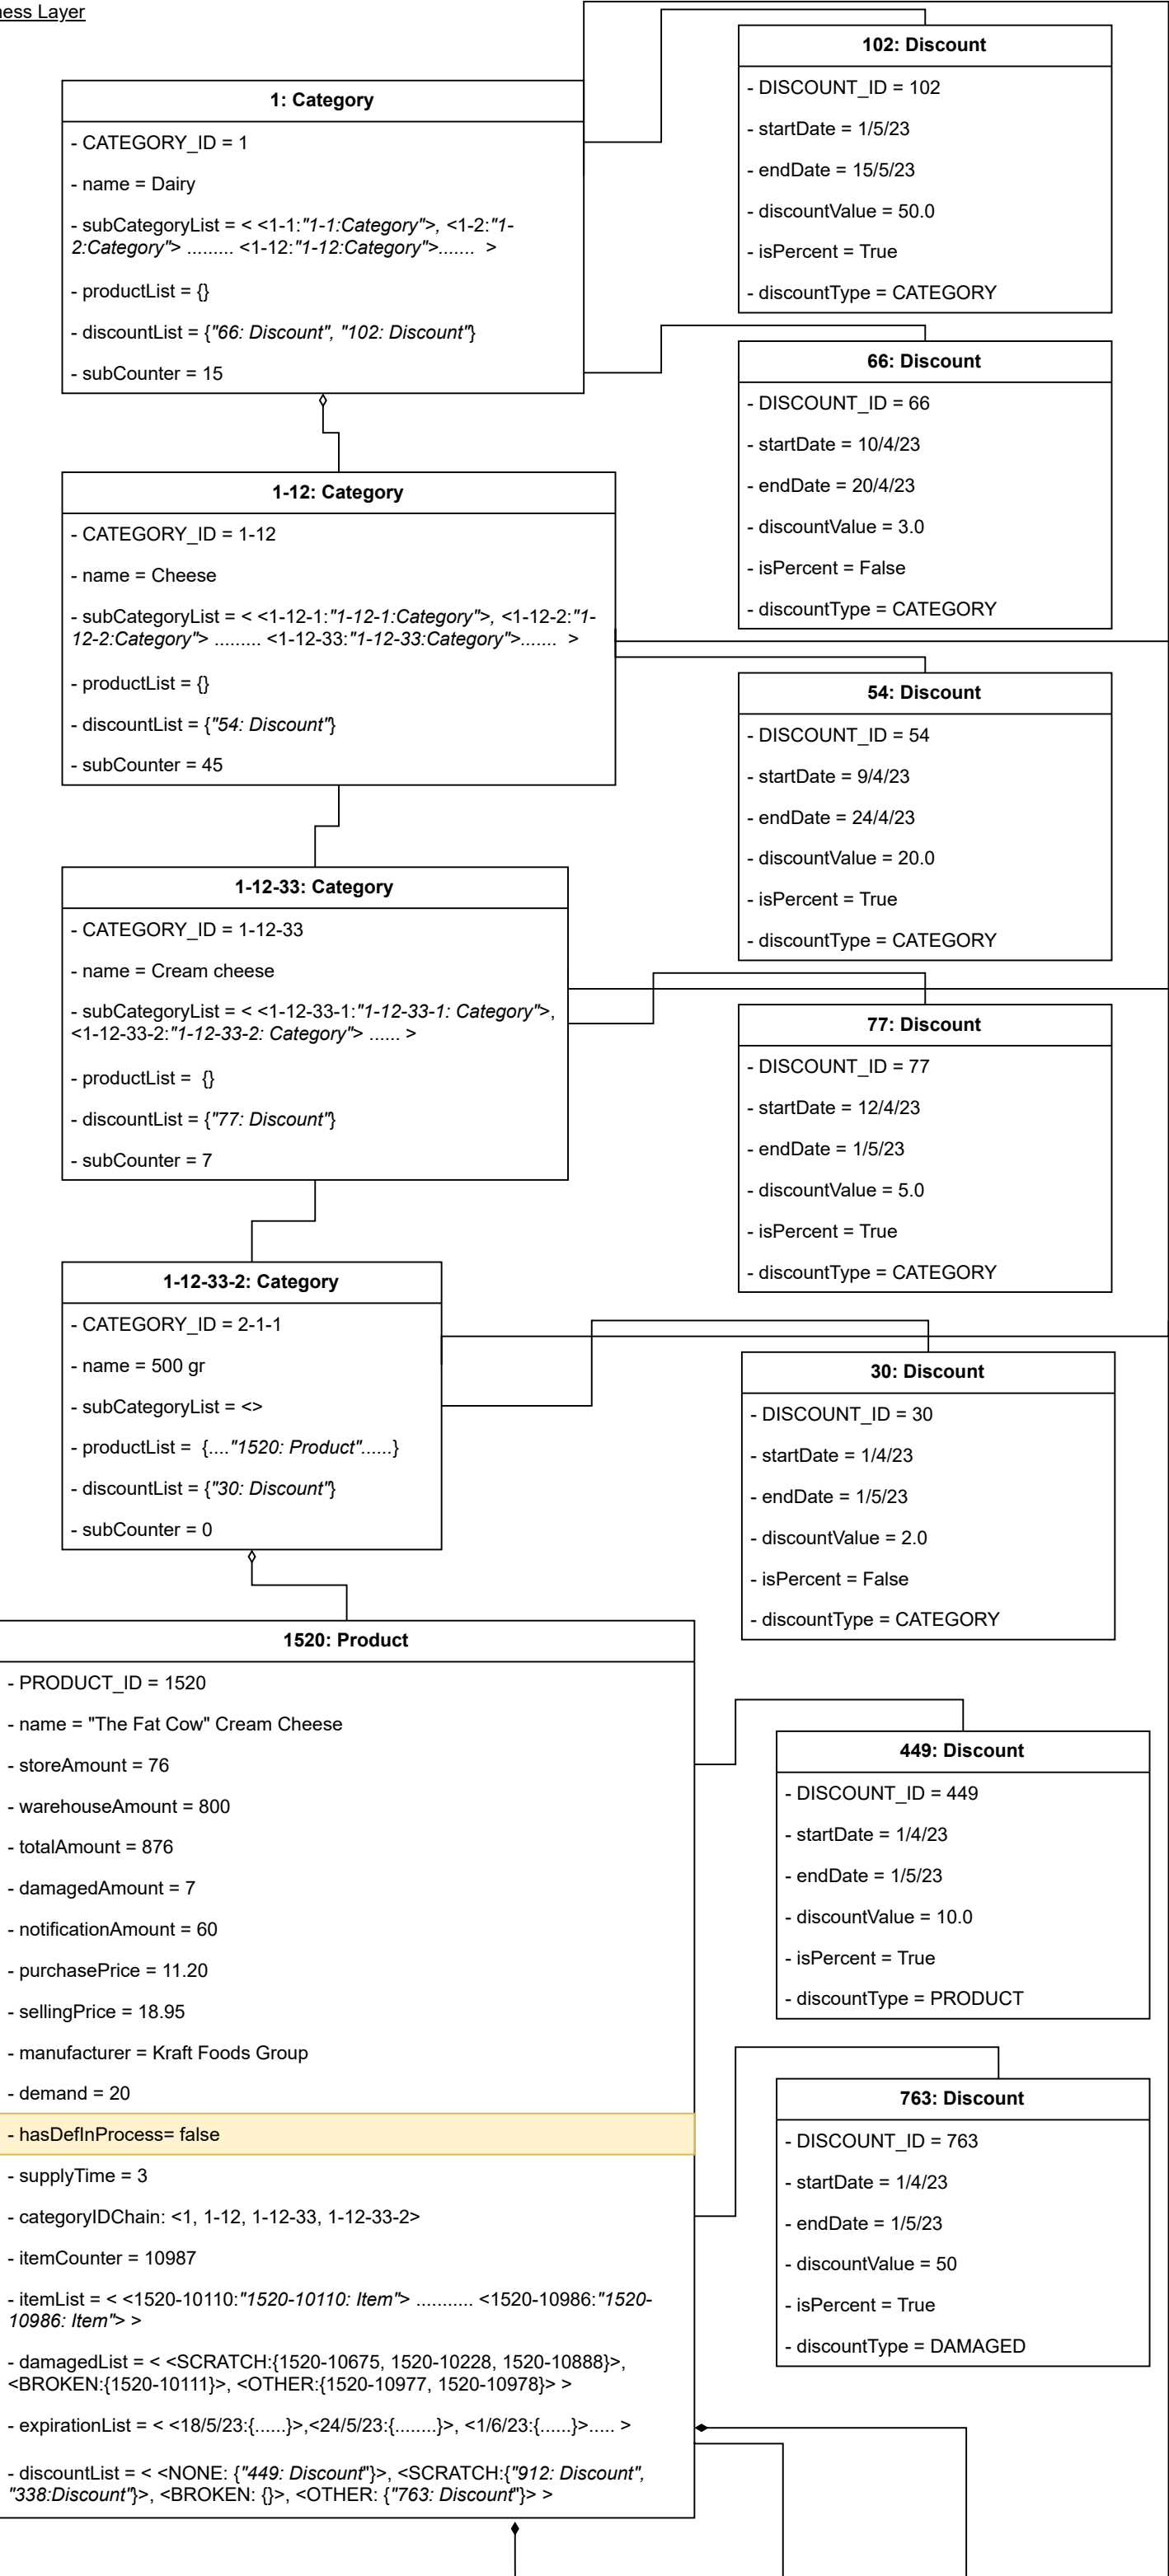 ness Layer
102: Discount
- DISCOUNT_ID = 102
- startDate = 1/5/23
- endDate = 15/5/23
- discountValue = 50.0
- isPercent = True
- discountType = CATEGORY
1: Category
- CATEGORY_ID = 1
- name = Dairy
- subCategoryList = < <1-1:"1-1:Category">, <1-2:"1-
2:Category"> ......... <1-12:"1-12:Category">....... >
- productList = {}
- discountList = {"66: Discount", "102: Discount"}
- subCounter = 15
66: Discount
- DISCOUNT_ID = 66
- startDate = 10/4/23
- endDate = 20/4/23
- discountValue = 3.0
- isPercent = False
- discountType = CATEGORY
1-12: Category
- CATEGORY_ID = 1-12
- name = Cheese
- subCategoryList = < <1-12-1:"1-12-1:Category">, <1-12-2:"1-
12-2:Category"> ......... <1-12-33:"1-12-33:Category">....... >
- productList = {}
- discountList = {"54: Discount"}
- subCounter = 45
54: Discount
- DISCOUNT_ID = 54
- startDate = 9/4/23
- endDate = 24/4/23
- discountValue = 20.0
- isPercent = True
- discountType = CATEGORY
1-12-33: Category
- CATEGORY_ID = 1-12-33
- name = Cream cheese
- subCategoryList = < <1-12-33-1:"1-12-33-1: Category">,
<1-12-33-2:"1-12-33-2: Category"> ...... >
- productList = {}
- discountList = {"77: Discount"}
- subCounter = 7
77: Discount
- DISCOUNT_ID = 77
- startDate = 12/4/23
- endDate = 1/5/23
- discountValue = 5.0
- isPercent = True
- discountType = CATEGORY
1-12-33-2: Category
- CATEGORY_ID = 2-1-1
- name = 500 gr
- subCategoryList = <>
- productList = {...."1520: Product"......}
- discountList = {"30: Discount"}
- subCounter = 0
30: Discount
- DISCOUNT_ID = 30
- startDate = 1/4/23
- endDate = 1/5/23
- discountValue = 2.0
- isPercent = False
- discountType = CATEGORY
1520: Product
- PRODUCT_ID = 1520
- name = "The Fat Cow" Cream Cheese
- storeAmount = 76
- warehouseAmount = 800
- totalAmount = 876
- damagedAmount = 7
- notificationAmount = 60
- purchasePrice = 11.20
- sellingPrice = 18.95
- manufacturer = Kraft Foods Group
- demand = 20
- hasDefInProcess= false
- supplyTime = 3
- categoryIDChain: <1, 1-12, 1-12-33, 1-12-33-2>
- itemCounter = 10987
- itemList = < <1520-10110:"1520-10110: Item"> ........... <1520-10986:"1520-
10986: Item"> >
- damagedList = < <SCRATCH:{1520-10675, 1520-10228, 1520-10888}>,
<BROKEN:{1520-10111}>, <OTHER:{1520-10977, 1520-10978}> >
- expirationList = < <18/5/23:{......}>,<24/5/23:{........}>, <1/6/23:{......}>..... >
- discountList = < <NONE: {"449: Discount"}>, <SCRATCH:{"912: Discount",
"338:Discount"}>, <BROKEN: {}>, <OTHER: {"763: Discount"}> >
449: Discount
- DISCOUNT_ID = 449
- startDate = 1/4/23
- endDate = 1/5/23
- discountValue = 10.0
- isPercent = True
- discountType = PRODUCT
763: Discount
- DISCOUNT_ID = 763
- startDate = 1/4/23
- endDate = 1/5/23
- discountValue = 50
- isPercent = True
- discountType = DAMAGED